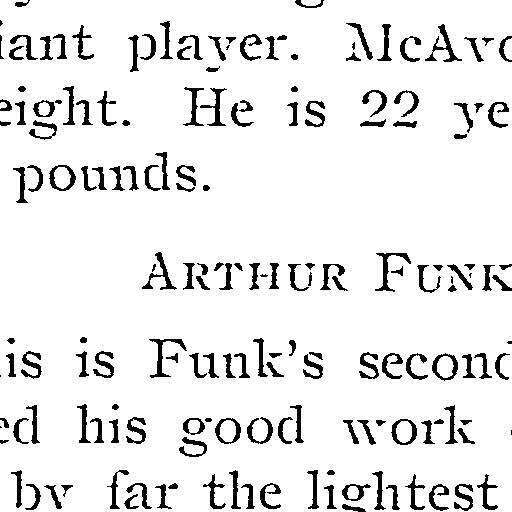 iant player. McAvo
eight. He is 22 ye
pounds.
ARTHUR FUNK
is is Funk's second
ed his good work
by far the lightest